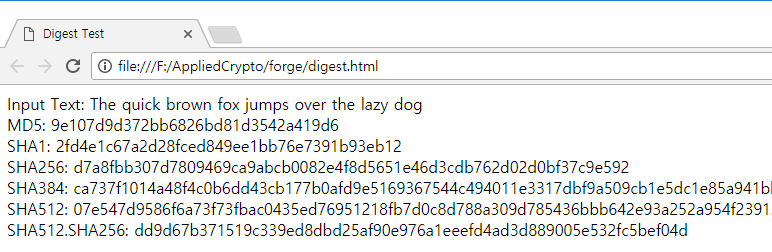 Digest Test
file:///F:/AppliedCrypto/forge/digest.html
Input Text: The quick brown fox jumps over the lazy dog
MD5: 9e107d9d372bb6826bd81d3542a419d6
SHA1: 2fd4e1c67a2d28fced849ee1bb76e7391b93eb12
SHA256: d7a8fbb307d7809469ca9abcb0082e4f8d5651e46d3cdb762d02d0bf37c9e592
SHA384: ca737f1014a48f4c0b6dd43cb177b0afd9e5169367544c494011e3317dbf9a509cb1e5dc1e85a941bl
SHA512: 07e547d9586f6a73f73fbac0435ed76951218fb7d0c8d788a309d785436bbb642e93a252a954f2391
SHA512.SHA256: dd9d67b371519c339ed8dbd25af90e976a1eeefd4ad3d889005e532fc5bef04d